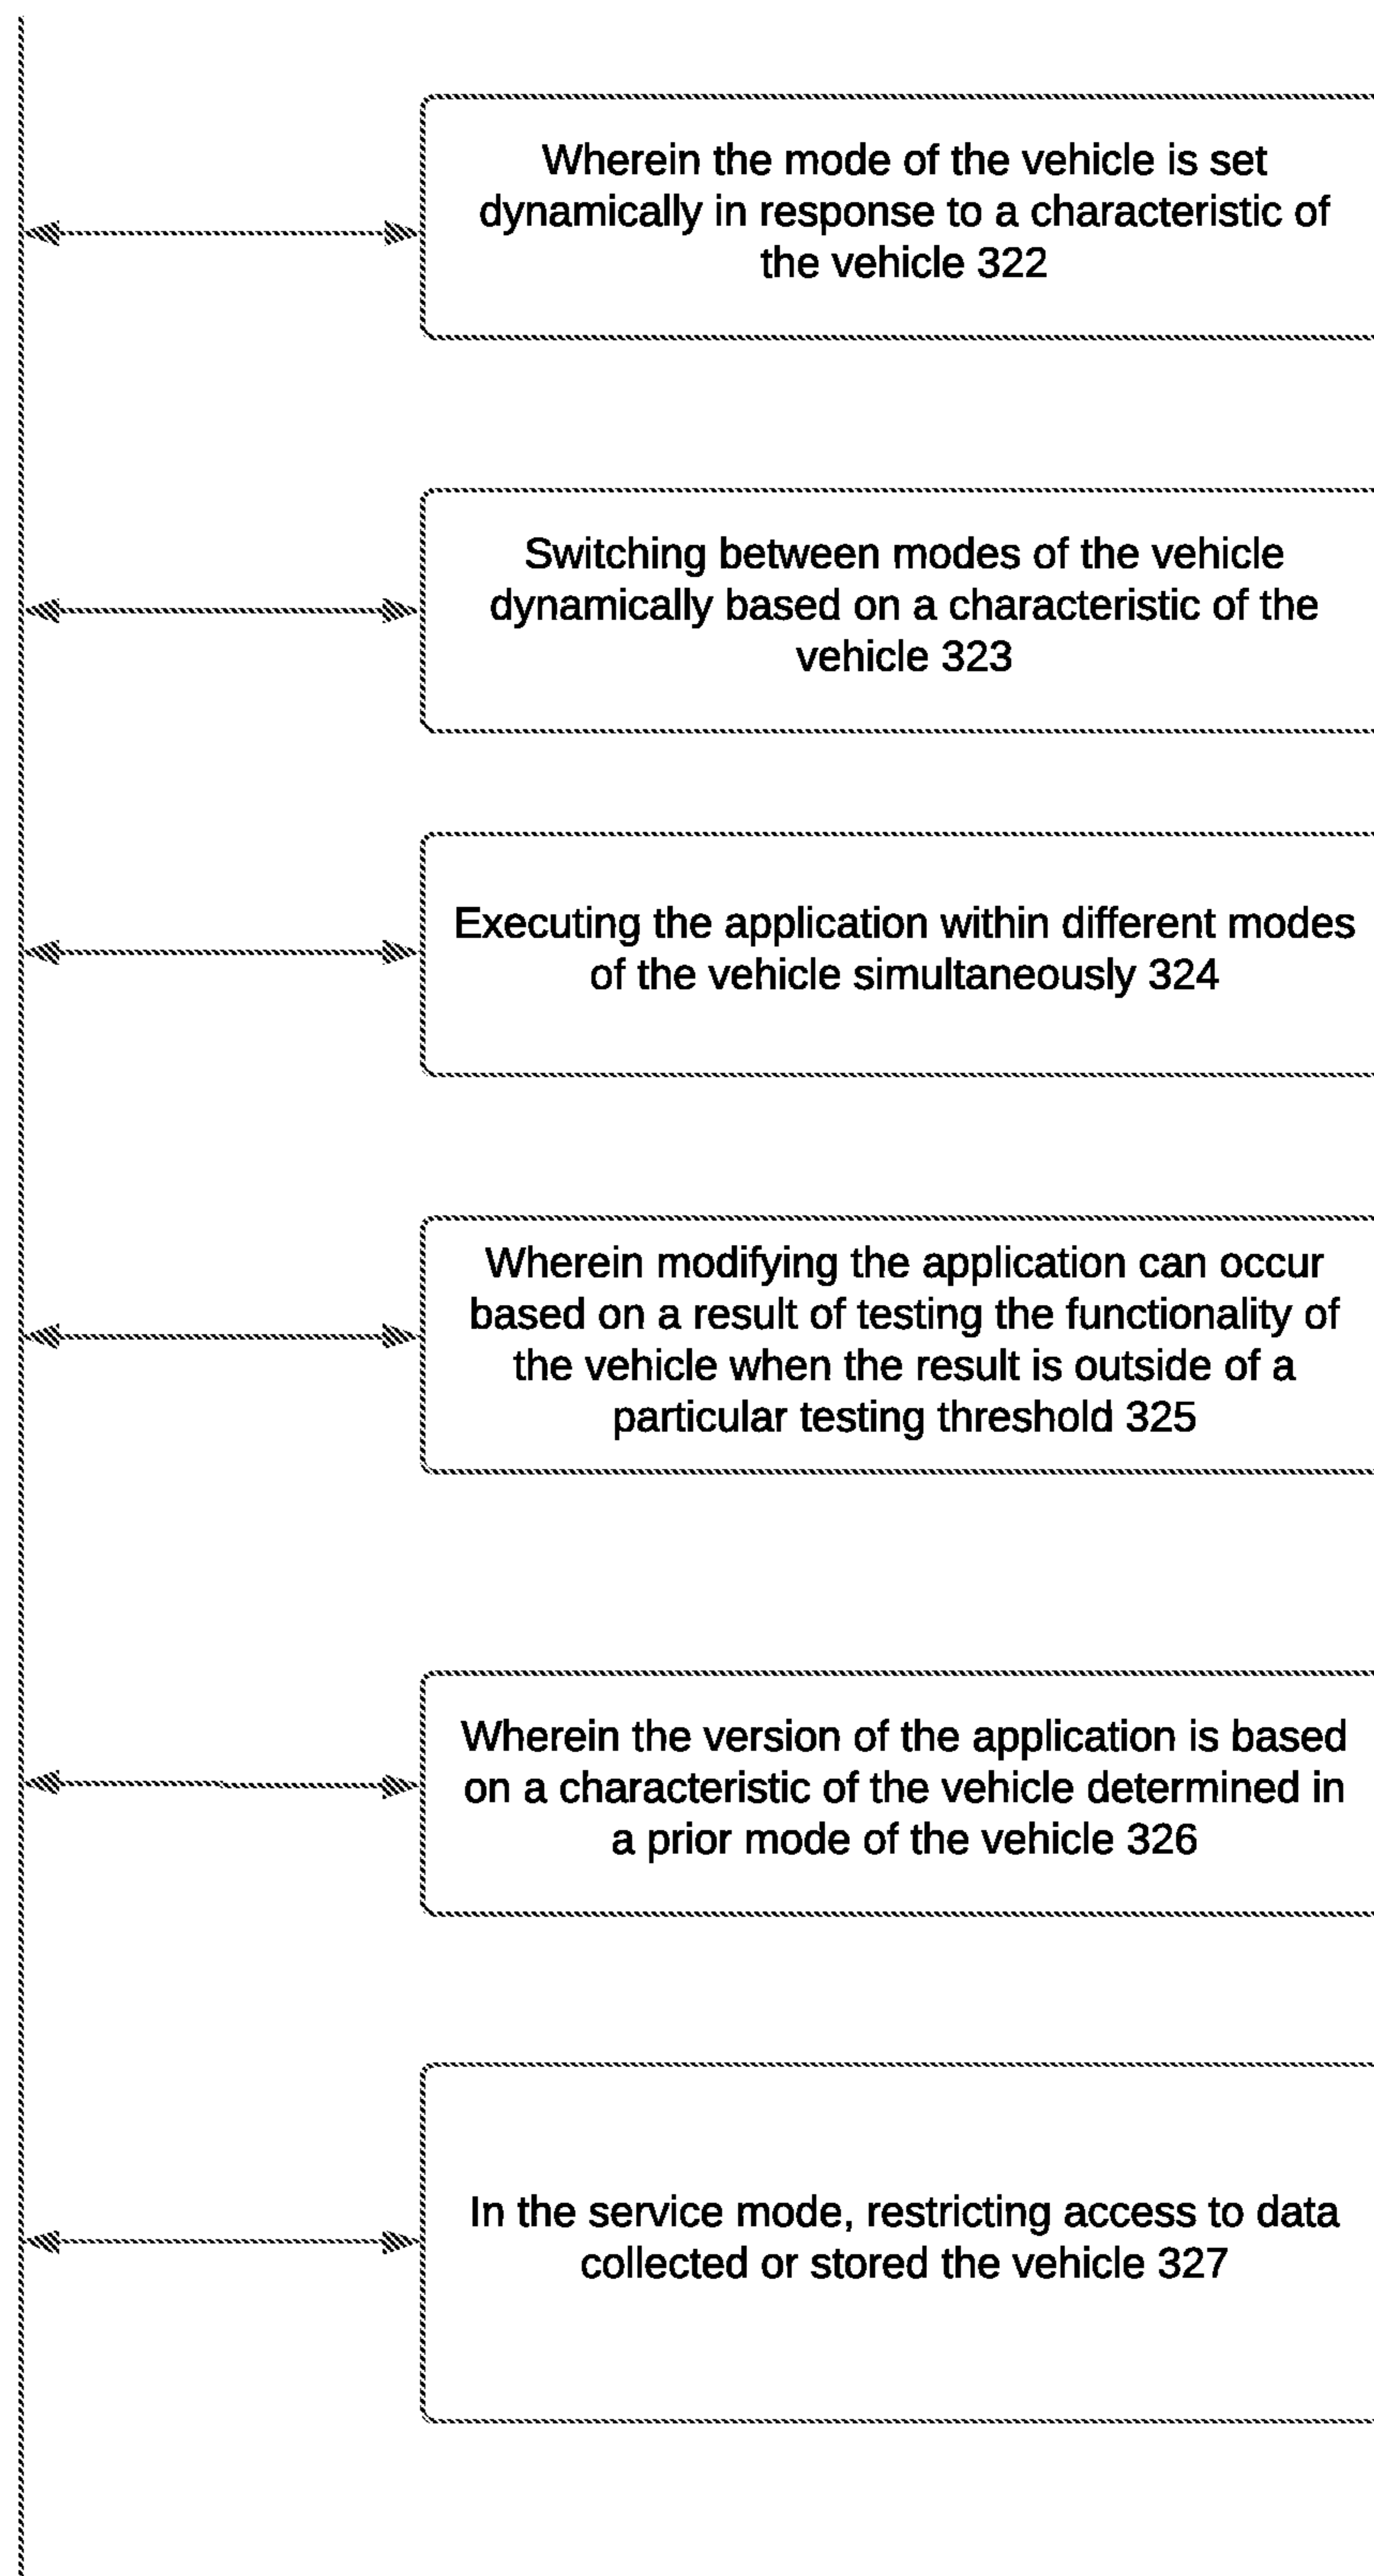 Wherein the mode of the vehicle is set
dynamically in response to a characteristic of
the vehicle 322
Switching between modes of the vehicle
dynamically based on a characteristic of the
vehicle 323
Executing the application within different modes
of the vehicle simultaneously 324
Wherein modifying the application can occur
based on a result of testing the functionality of
the vehicle when the result is outside of a
particular testing threshold 325
Wherein the version of the application is based
on a characteristic of the vehicle determined in
a prior mode of the vehicle 326
In the service mode, restricting access to data
collected or stored the vehicle 327